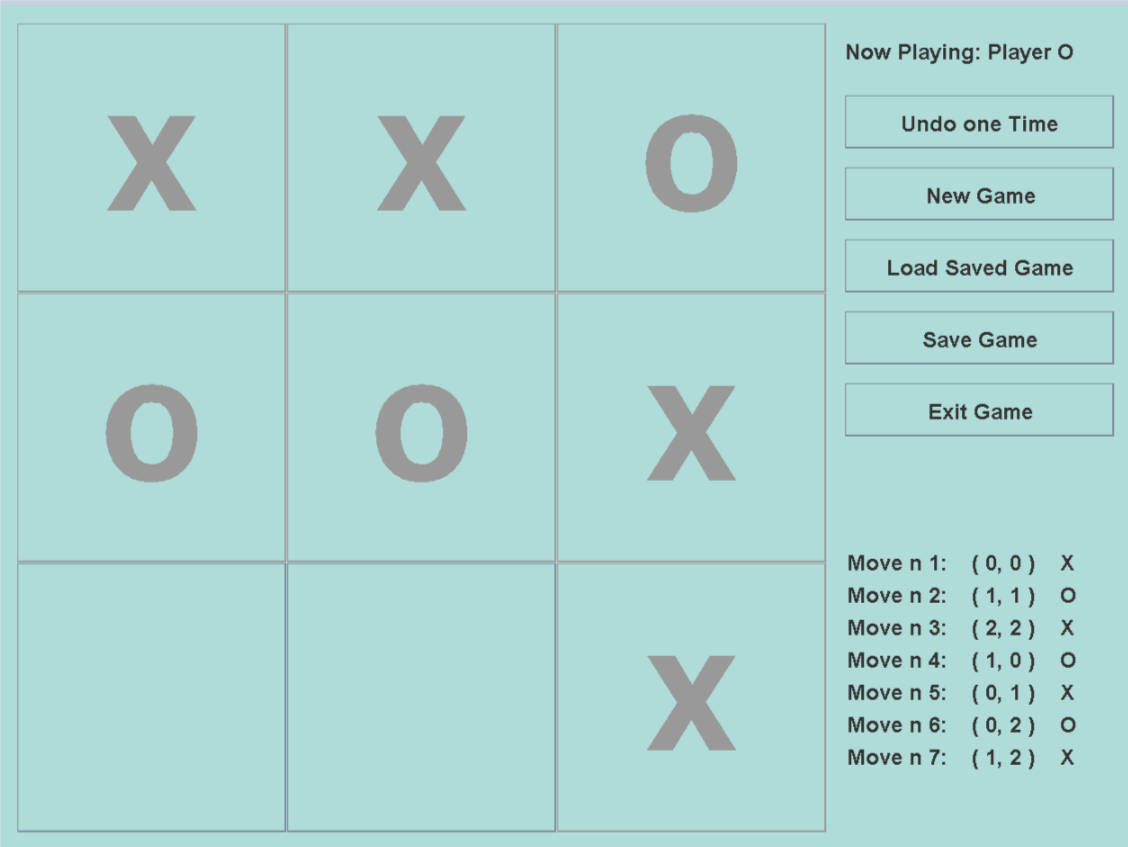 X X O
O O X
X
Now Playing: Player O
Undo one Time
New Game
Load Saved Game
Save Game
Exit Game
Move n 1: ( 0, 0 ) X
Move n 2: ( 1, 1 ) O
Move n 3: ( 2, 2 ) X
Move n 4: ( 1, 0 ) O
Move n 5: ( 0, 1 ) X
Move n 6: ( 0, 2 ) O
Move n 7: ( 1, 2 ) X